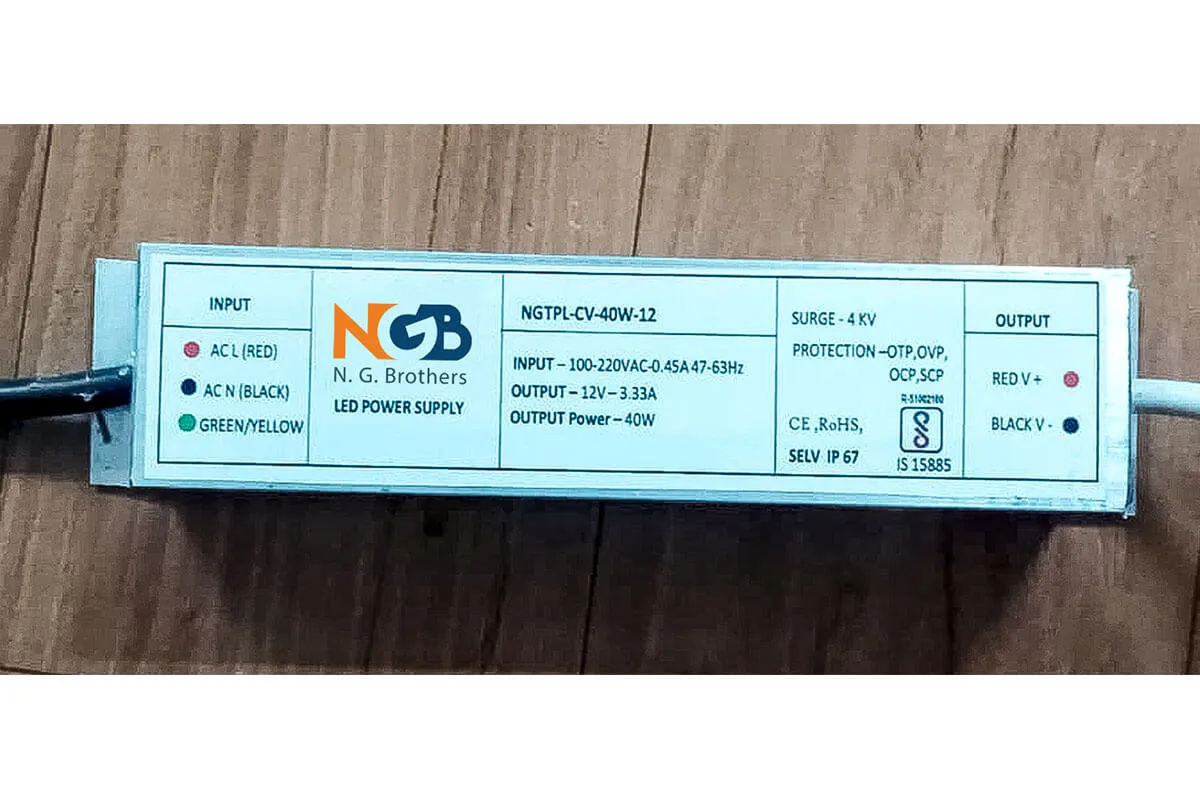 INPUT
AC L (RED)
AC N (BLACK)
GREEN/YELLOW
NGB
N. G. Brothers
LED POWER SUPPLY
NGTPL-CV-40W-12
INPUT – 100-220VAC-0.45A 47-63Hz
OUTPUT – 12V – 3.33A
OUTPUT Power – 40W
SURGE - 4 KV
PROTECTION –OTP,OVP,
OCP,SCP
CE ,RoHS,
SELV IP 67
IS 15885
OUTPUT
RED V +
BLACK V -